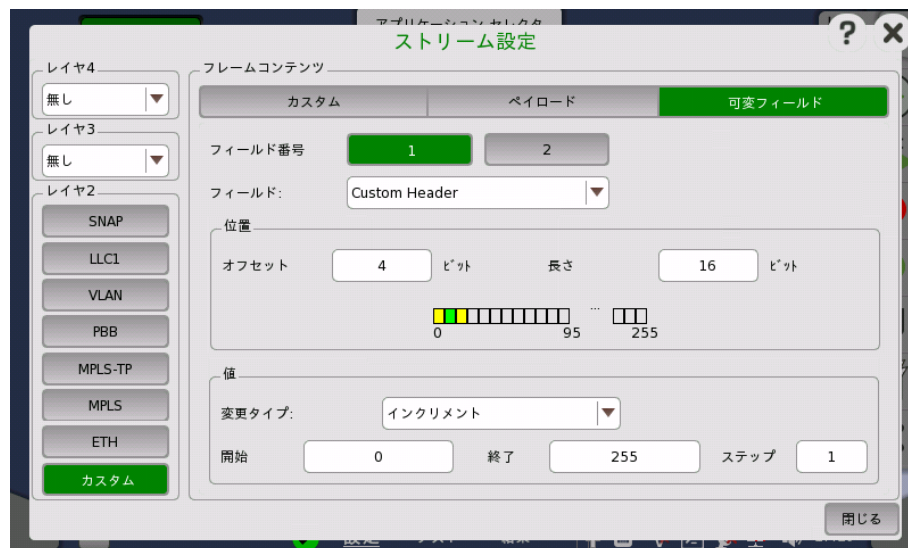 アプリケーション セレクタ
ストリーム設定
?
レイヤ4
無し
レイヤ3
無し
レイヤ2
SNAP
LLC1
VLAN
PBB
MPLS-TP
MPLS
ETH
カスタム
フレームコンテンツ
カスタム ペイロード 可変フィールド
フィールド番号 1 2
フィールド: Custom Header
位置
オフセット 4 ビット 長さ 16 ビット
...
0 95 255
値
変更タイプ: インクリメント
開始 0 終了 255 ステップ 1
閉じる